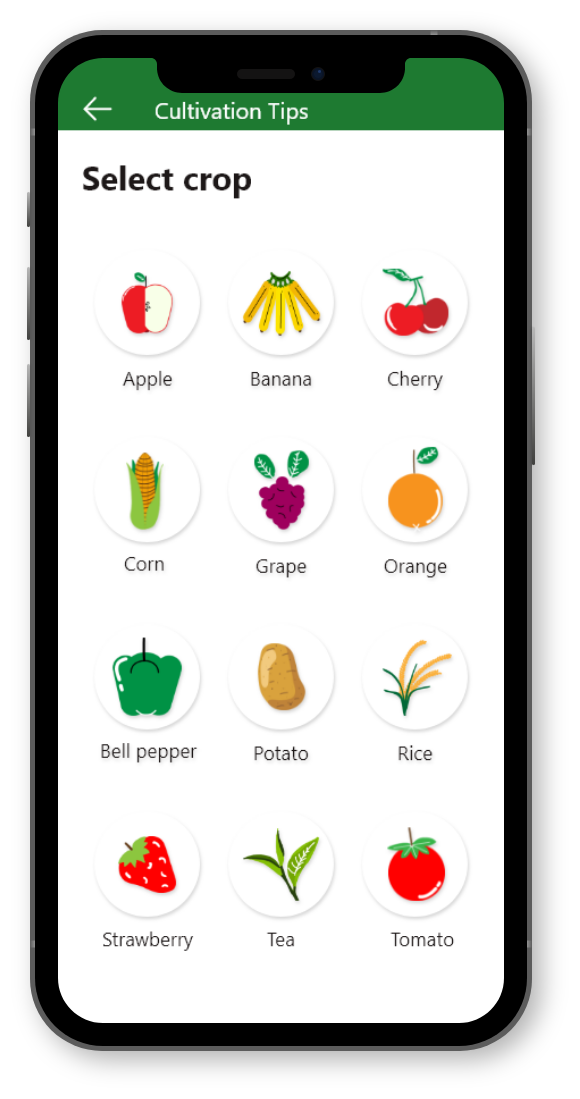 Cultivation Tips
Select crop
Apple
Banana
Cherry
Corn
Grape
Orange
Bell pepper
Potato
Rice
Strawberry
Tea
Tomato